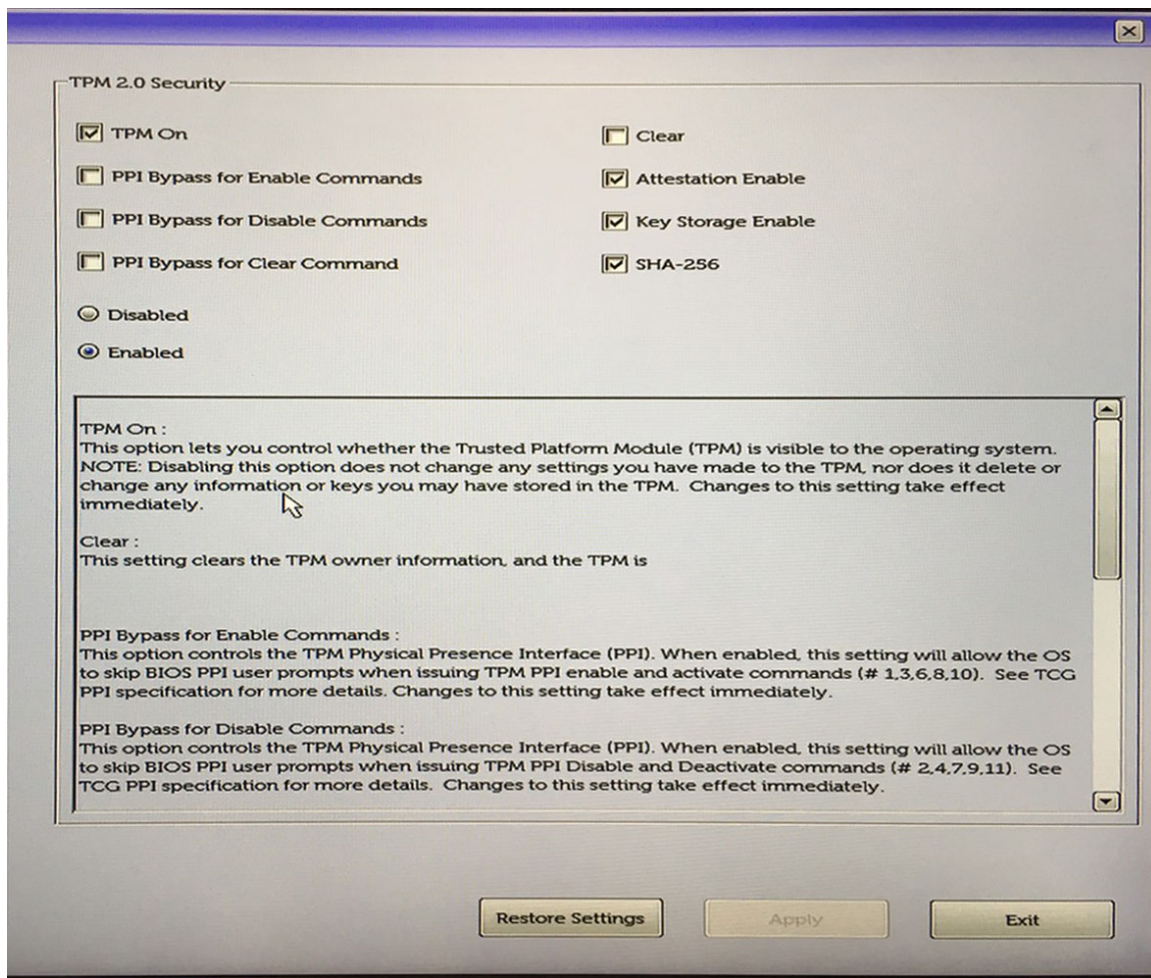 TPM 2.0 Security
TPM On
Clear
PPI Bypass for Enable Commands
Attestation Enable
PPI Bypass for Disable Commands
Key Storage Enable
PPI Bypass for Clear Command
SHA-256
Disabled
Enabled
TPM On :
This option lets you control whether the Trusted Platform Module (TPM) is visible to the operating system.
NOTE: Disabling this option does not change any settings you have made to the TPM, nor does it delete or
change any information or keys you may have stored in the TPM.  Changes to this setting take effect
immediately.
Clear :
This setting clears the TPM owner information, and the TPM is
PPI Bypass for Enable Commands :
This option controls the TPM Physical Presence Interface (PPI). When enabled, this setting will allow the OS
to skip BIOS PPI user prompts when issuing TPM PPI enable and activate commands (# 1,3,6,8,10).  See TCG
PPI specification for more details. Changes to this setting take effect immediately.
PPI Bypass for Disable Commands :
This option controls the TPM Physical Presence Interface (PPI). When enabled, this setting will allow the OS
to skip BIOS PPI user prompts when issuing TPM PPI Disable and Deactivate commands (# 2,4,7,9,11).  See
TCG PPI specification for more details.  Changes to this setting take effect immediately.
Restore Settings
Apply
Exit